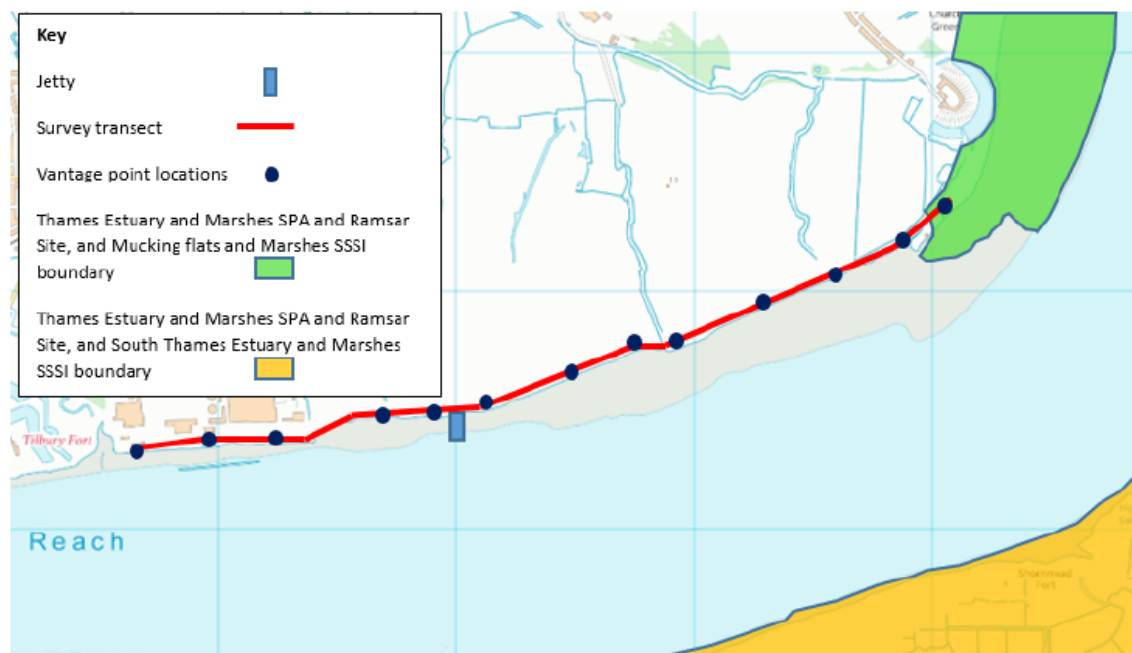 Key
Jetty
Survey transect
Vantage point locations
Thames Estuary and Marshes SPA and Ramsar
Site, and Mucking flats and Marshes SSSI
boundary
Thames Estuary and Marshes SPA and Ramsar
Site, and South Thames Estuary and Marshes
SSSI boundary
Green
Tilbury Fort
Reach
Fort